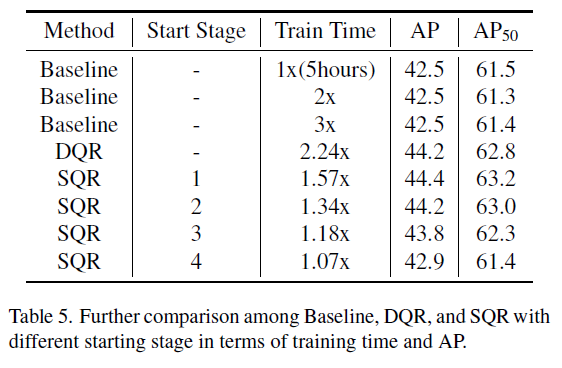 Method Start Stage Train Time AP AP50
Baseline - 1x(5hours) 42.5 61.5
Baseline - 2x 42.5 61.3
Baseline - 3x 42.5 61.4
DQR - 2.24x 44.2 62.8
SQR 1 1.57x 44.4 63.2
SQR 2 1.34x 44.2 63.0
SQR 3 1.18x 43.8 62.3
SQR 4 1.07x 42.9 61.4
Table 5. Further comparison among Baseline, DQR, and SQR with
different starting stage in terms of training time and AP.